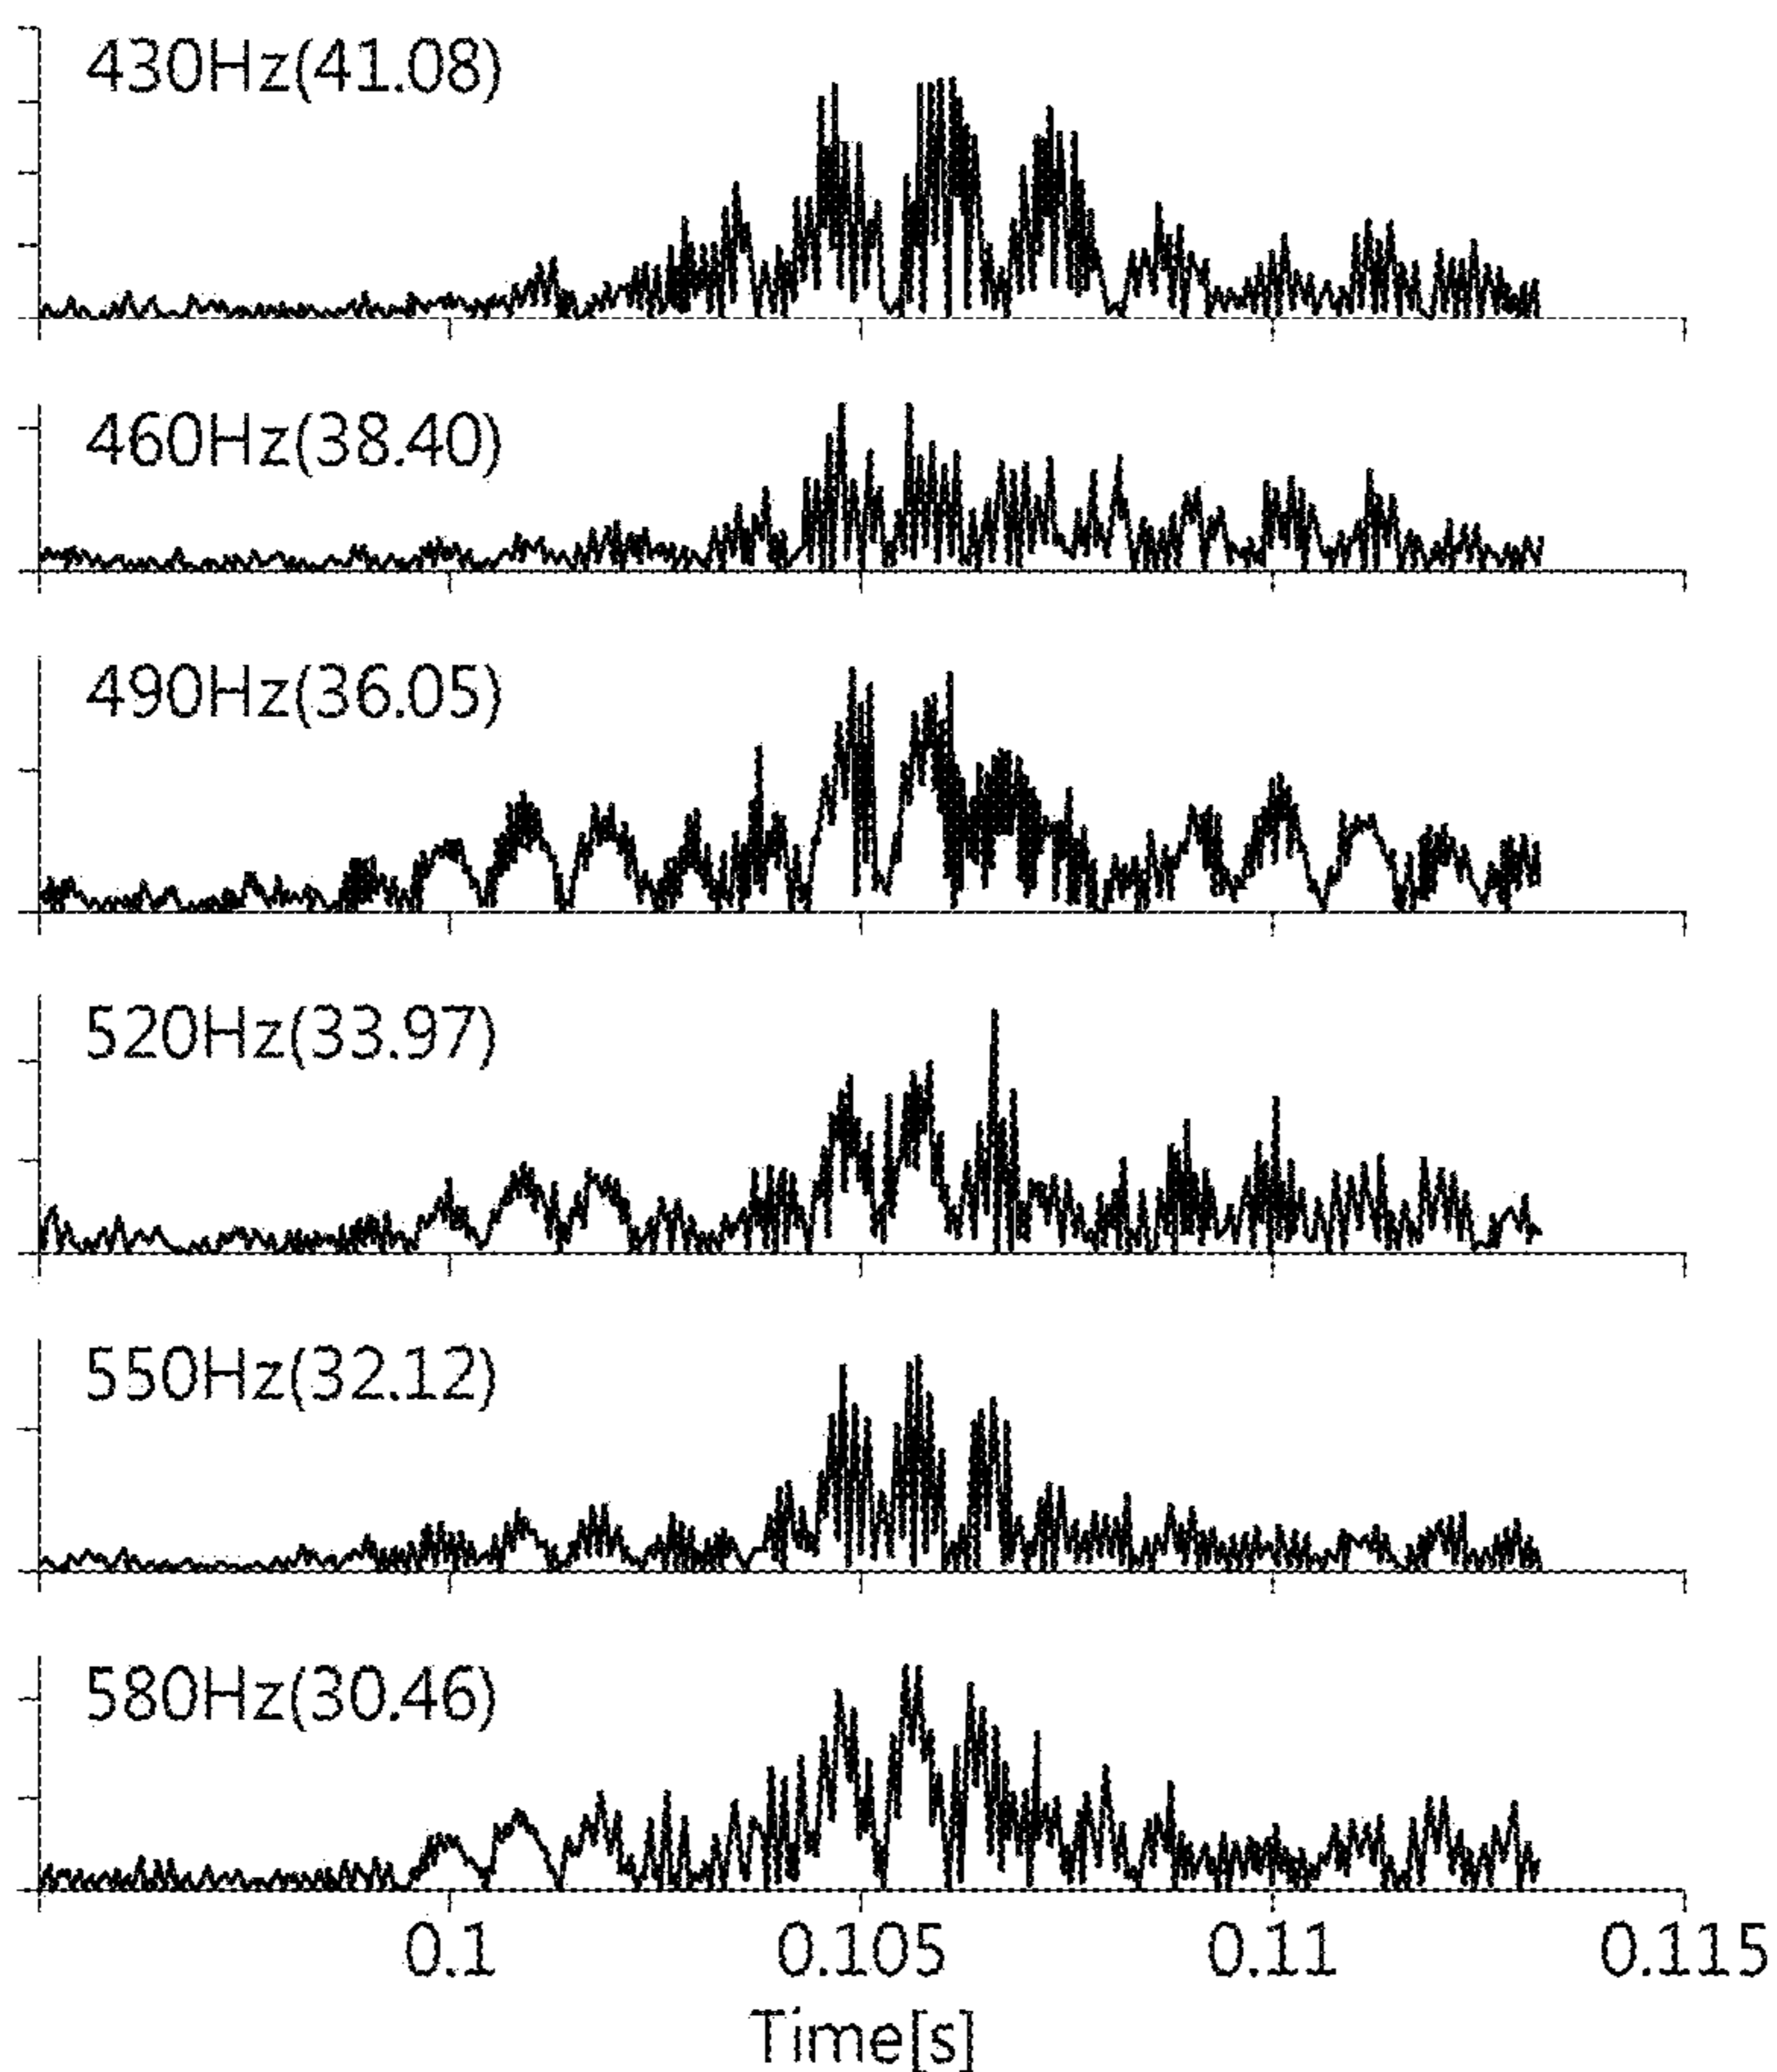 430Hz(41.08)
460Hz(38.40)
490Hz(36.05)
520Hz(33.97)
550Hz(32.12)
580Hz(30.46)
0.1 0.105 0.11 0.115
Time[s]